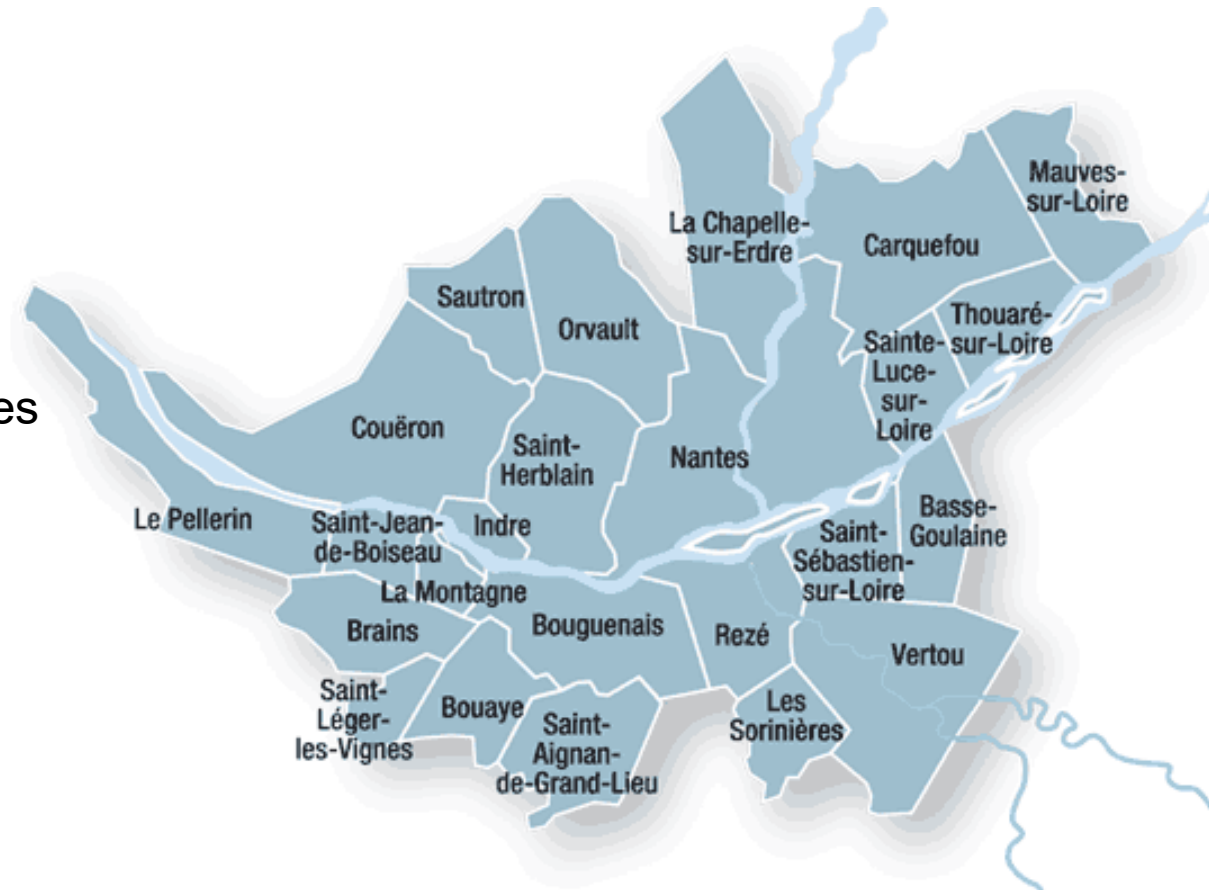 Mauves-
sur-Loire
La Chapelle-
sur-Erdre
Carquefou
Sautron
Orvault
Thouaré-
sur-Loire
Sainte-
Luce-
sur-
Loire
es
Couëron
Saint-
Herblain
Nantes
Le Pellerin
Saint-Jean-
de-Boiseau
Indre
Basse-
Goulaine
Saint-
Sébastien-
sur-Loire
La Montagne
Brains
Bouguenais
Rezé
Vertou
Saint-
Léger-
les-Vignes
Bouaye
Saint-
Aignan-
de-Grand-Lieu
Les
Sorinières